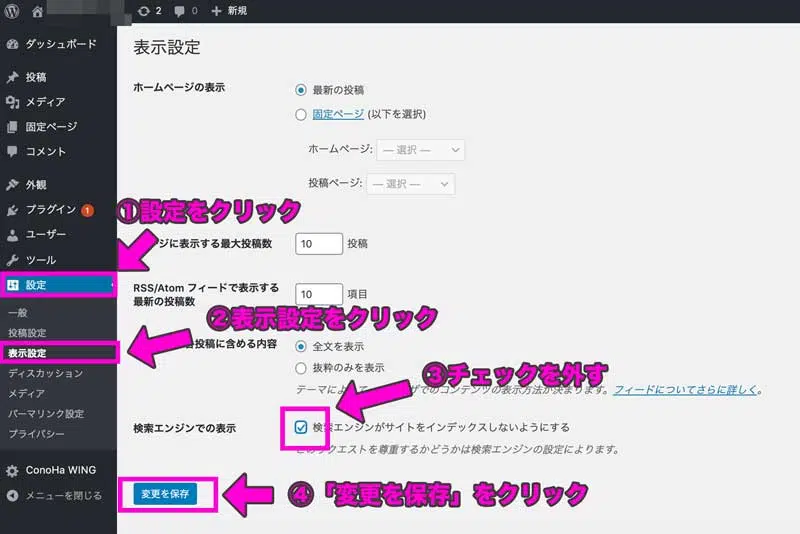 2 0 新規
ダッシュボード
投稿
メディア
固定ページ
コメント
外観
プラグイン 1
ユーザー
ツール
設定
一般
投稿設定
表示設定
ディスカッション
メディア
パーマリンク設定
プライバシー
ConoHa WING
メニューを閉じる
表示設定
ホームページの表示
最新の投稿
固定ページ (以下を選択)
ホームページ: — 選択 —
投稿ページ: — 選択 —
①設定をクリック
ジに表示する最大投稿数
10 投稿
RSS/Atom フィードで表示する
最新の投稿数
10 項目
②表示設定をクリック
投稿に含める内容
全文を表示
抜粋のみを表示
③チェックを外す
テーマによ ザでのコンテンツの表示方法が決まります。フィードについてさらに詳しく。
検索エンジンでの表示
検索エンジンがサイトをインデックスしないようにする
このリクエストを尊重するかどうかは検索エンジンの設定によります。
変更を保存
④「変更を保存」をクリック